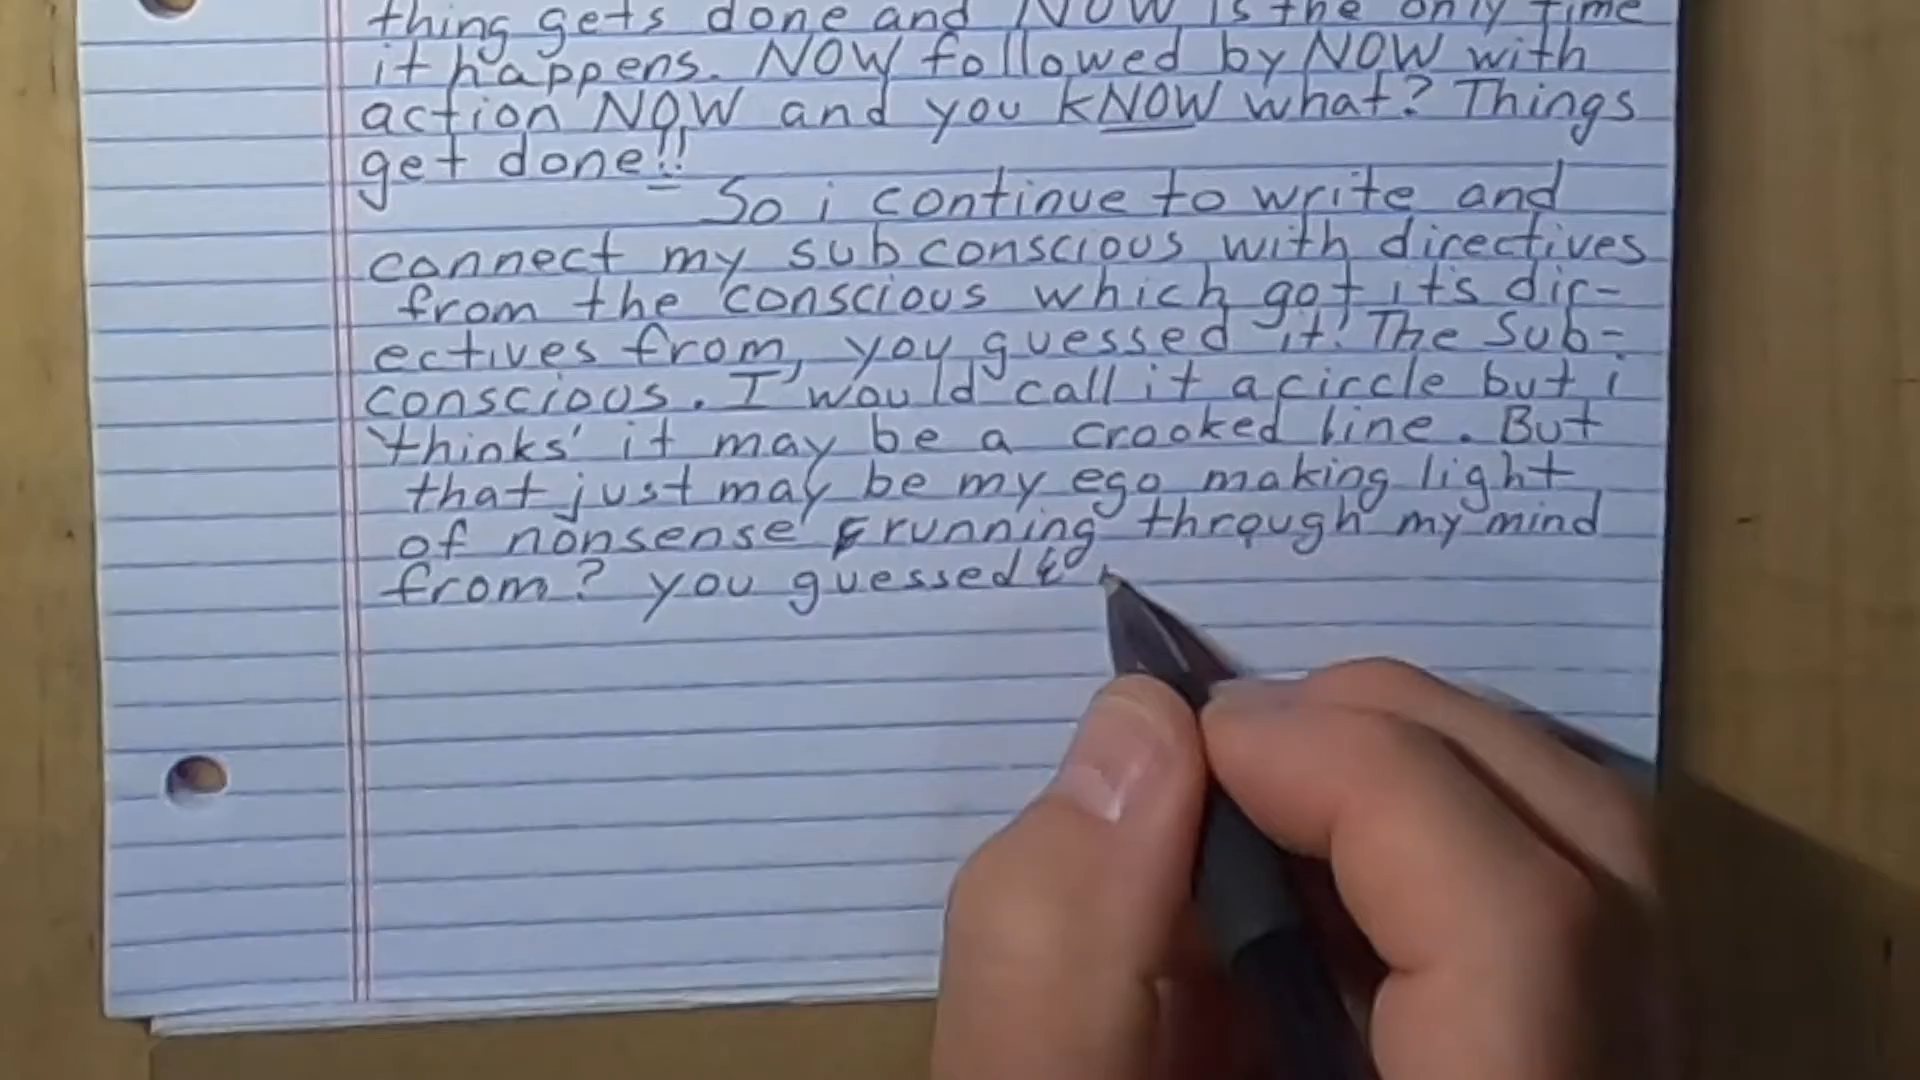 thing gets done and NOW is the only time
it happens. NOW followed by NOW with
action NOW and you kNOW what? Things
get done!!
So i continue to write and
connect my subconscious with directives
from the conscious which got it's dir-
ectives from, you guessed it! The Sub-
conscious. I would call it a circle but i
'thinks' it may be a crooked line. But
that just may be my ego making light
of nonsense running through my mind
from? you guessed